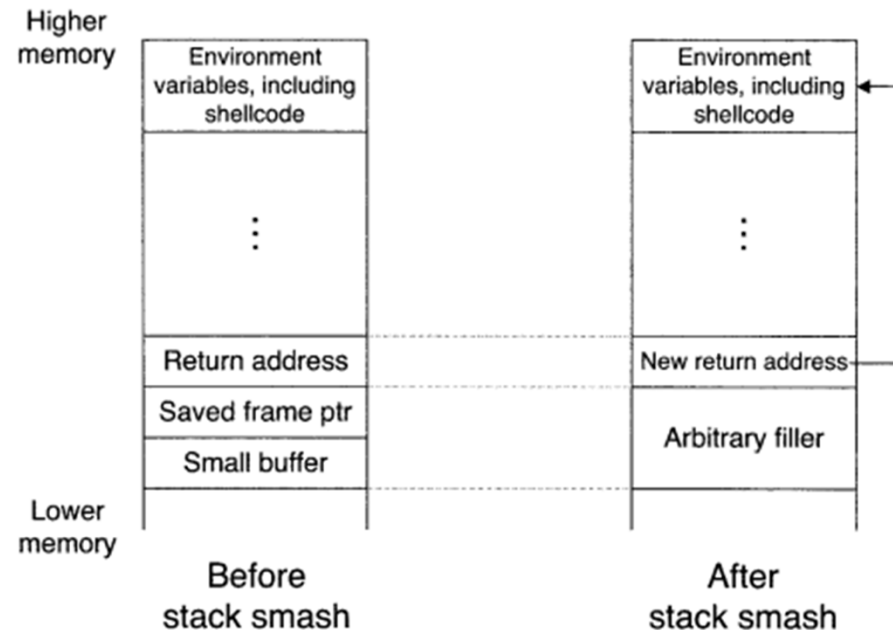 Higher
memory
Environment
variables, including
shellcode
Environment
variables, including
shellcode
⋮
⋮
Return address
New return address
Saved frame ptr
Arbitrary filler
Small buffer
Lower
memory
Before
stack smash
After
stack smash